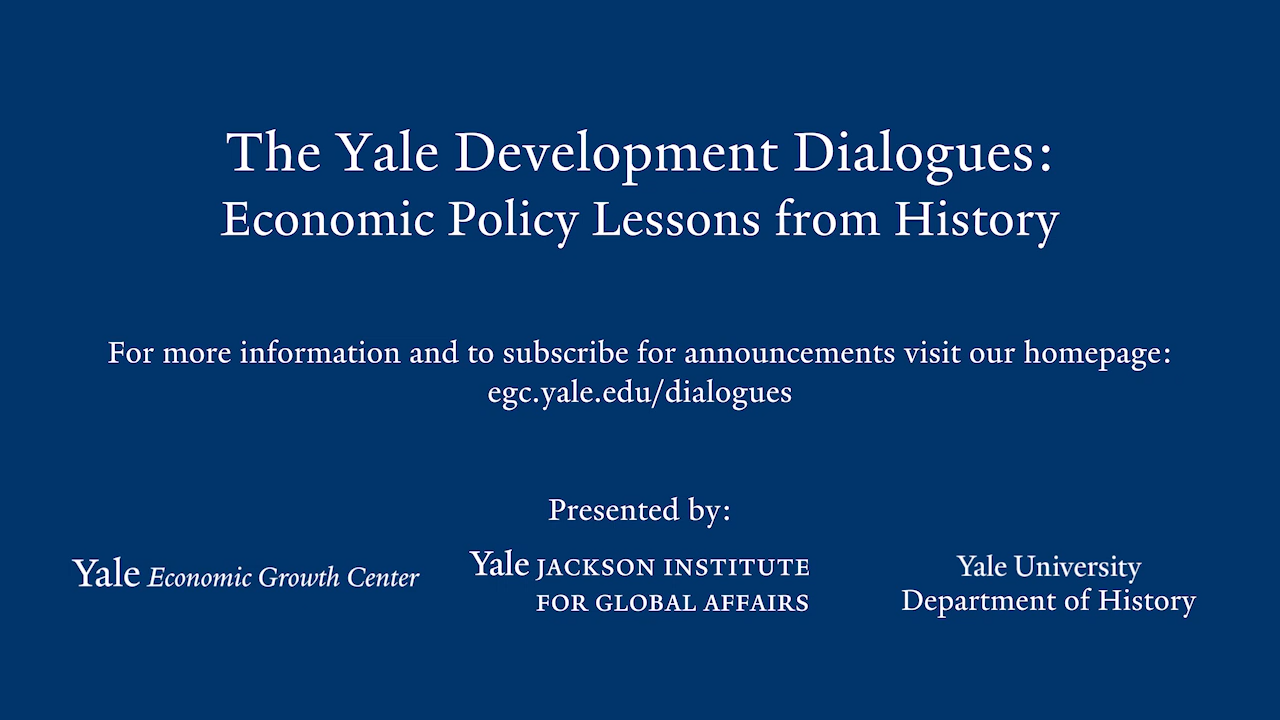 The Yale Development Dialogues:
Economic Policy Lessons from History
For more information and to subscribe for announcements visit our homepage:
egc.yale.edu/dialogues
Presented by:
Yale Economic Growth Center
Yale JACKSON INSTITUTE
FOR GLOBAL AFFAIRS
Yale University
Department of History